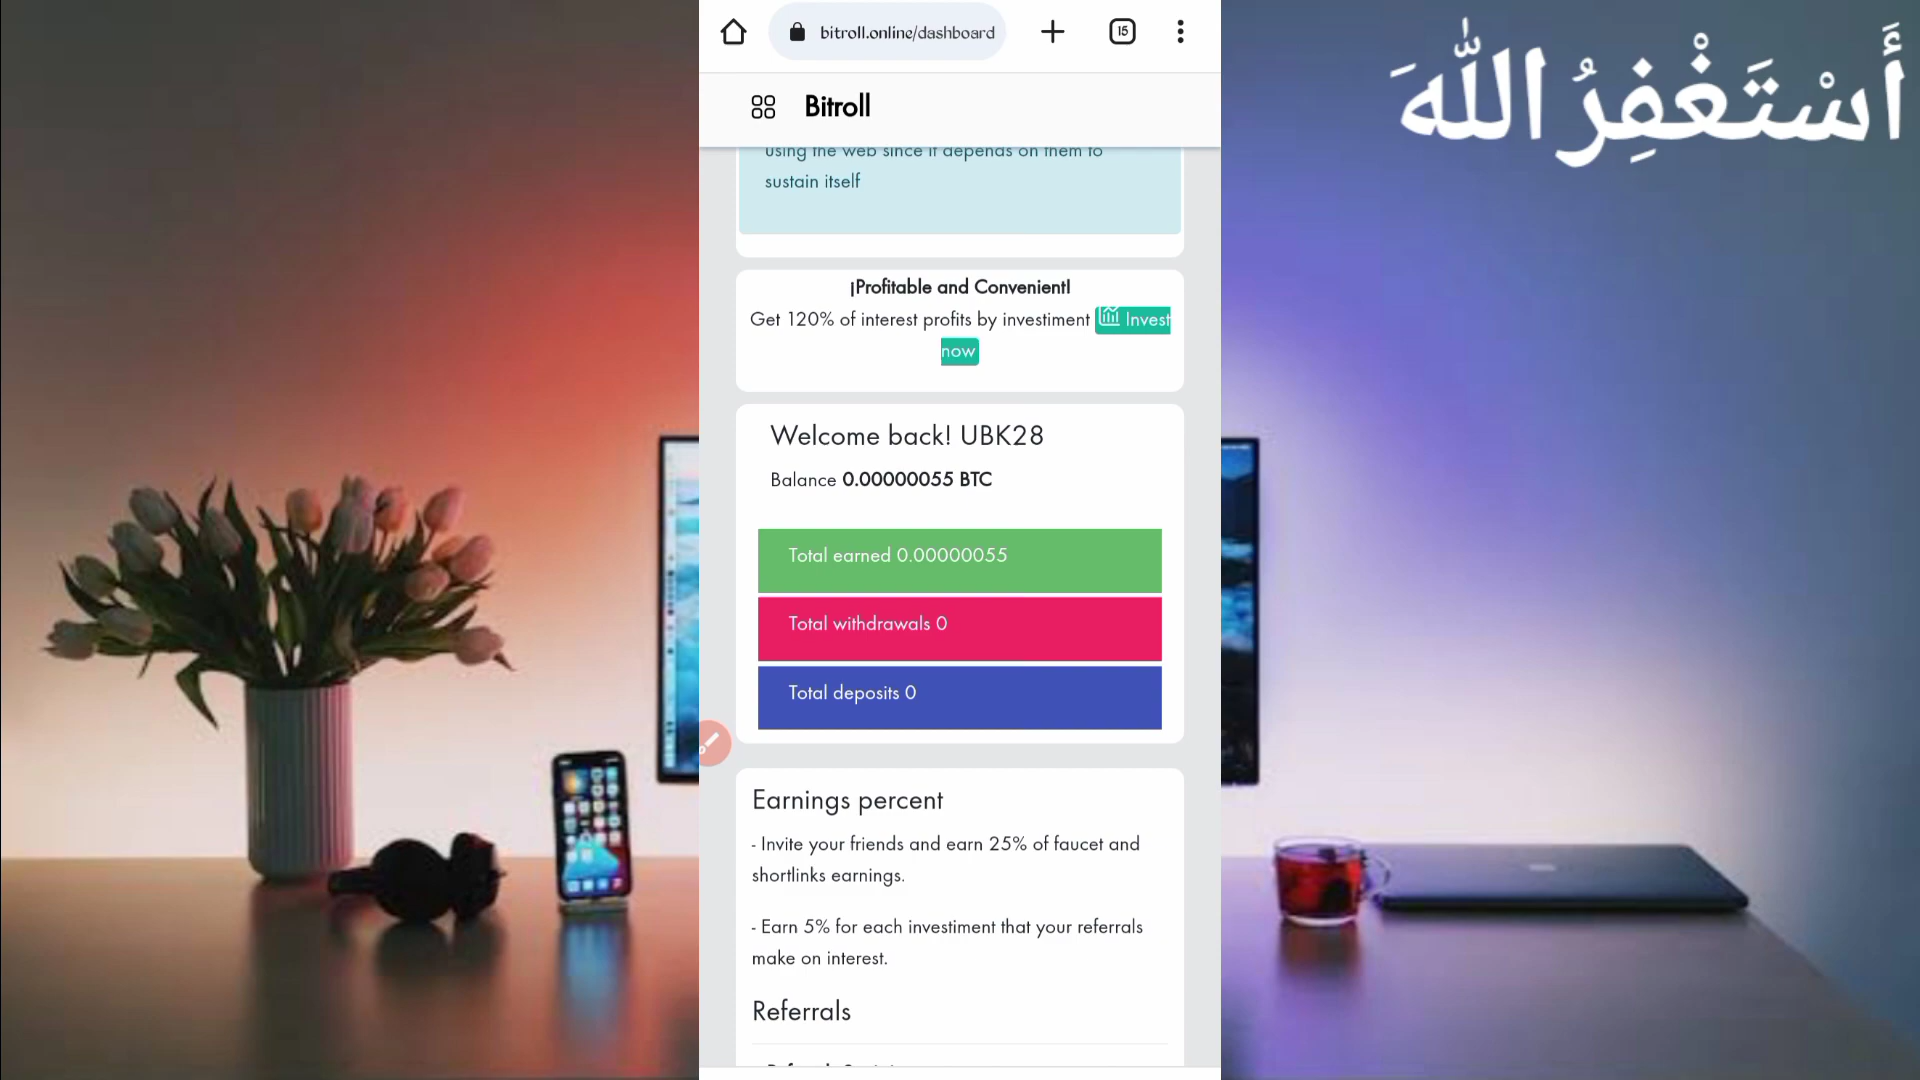 bitroll.online/dashboard
15
أَسْتَغْفِرُ اللّٰهَ
Bitroll
using the web since it depends on them to
sustain itself
¡Profitable and Convenient!
Get 120% of interest profits by investiment Invest
now
Welcome back! UBK28
Balance 0.00000055 BTC
Total earned 0.00000055
Total withdrawals 0
Total deposits 0
Earnings percent
- Invite your friends and earn 25% of faucet and
shortlinks earnings.
- Earn 5% for each investiment that your referrals
make on interest.
Referrals